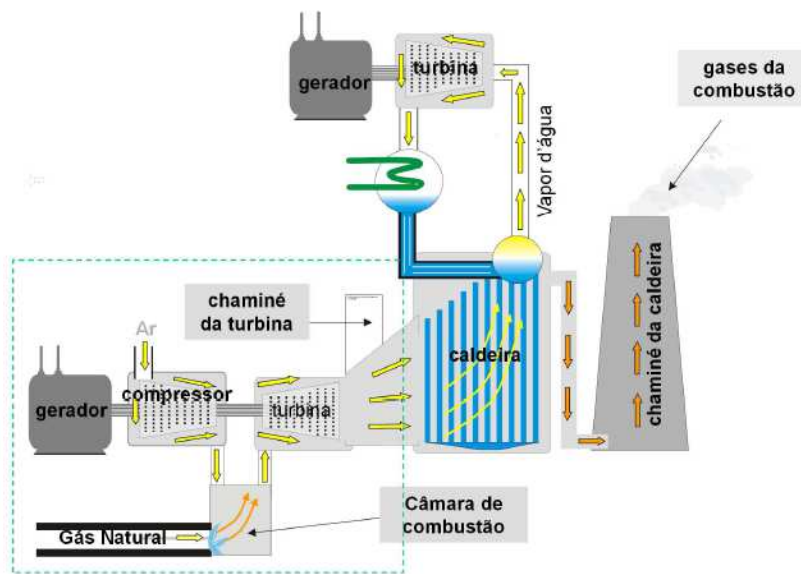 gerador
turbina
gases da
combustão
Vapor d'água
chaminé
da turbina
Ar
compressor
gerador
turbina
caldeira
chaminé da caldeira
Gás Natural
Câmara de
combustão